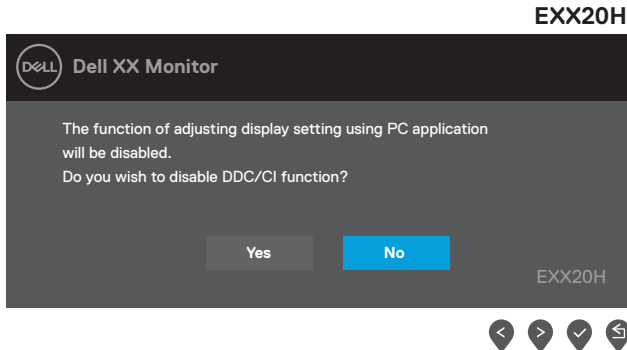 EXX20H
DELL Dell XX Monitor
The function of adjusting display setting using PC application
will be disabled.
Do you wish to disable DDC/CI function?
Yes No
EXX20H